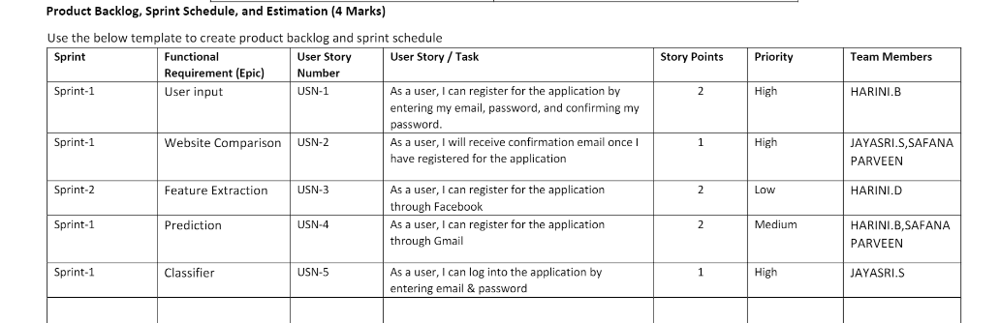 Product Backlog, Sprint Schedule, and Estimation (4 Marks)
Use the below template to create product backlog and sprint schedule
Sprint Functional Requirement (Epic) User Story Number User Story / Task Story Points Priority Team Members
Sprint-1 User input USN-1 As a user, I can register for the application by entering my email, password, and confirming my password. 2 High HARINI.B
Sprint-1 Website Comparison USN-2 As a user, I will receive confirmation email once I have registered for the application 1 High JAYASRI.S,SAFANA PARVEEN
Sprint-2 Feature Extraction USN-3 As a user, I can register for the application through Facebook 2 Low HARINI.D
Sprint-1 Prediction USN-4 As a user, I can register for the application through Gmail 2 Medium HARINI.B,SAFANA PARVEEN
Sprint-1 Classifier USN-5 As a user, I can log into the application by entering email & password 1 High JAYASRI.S